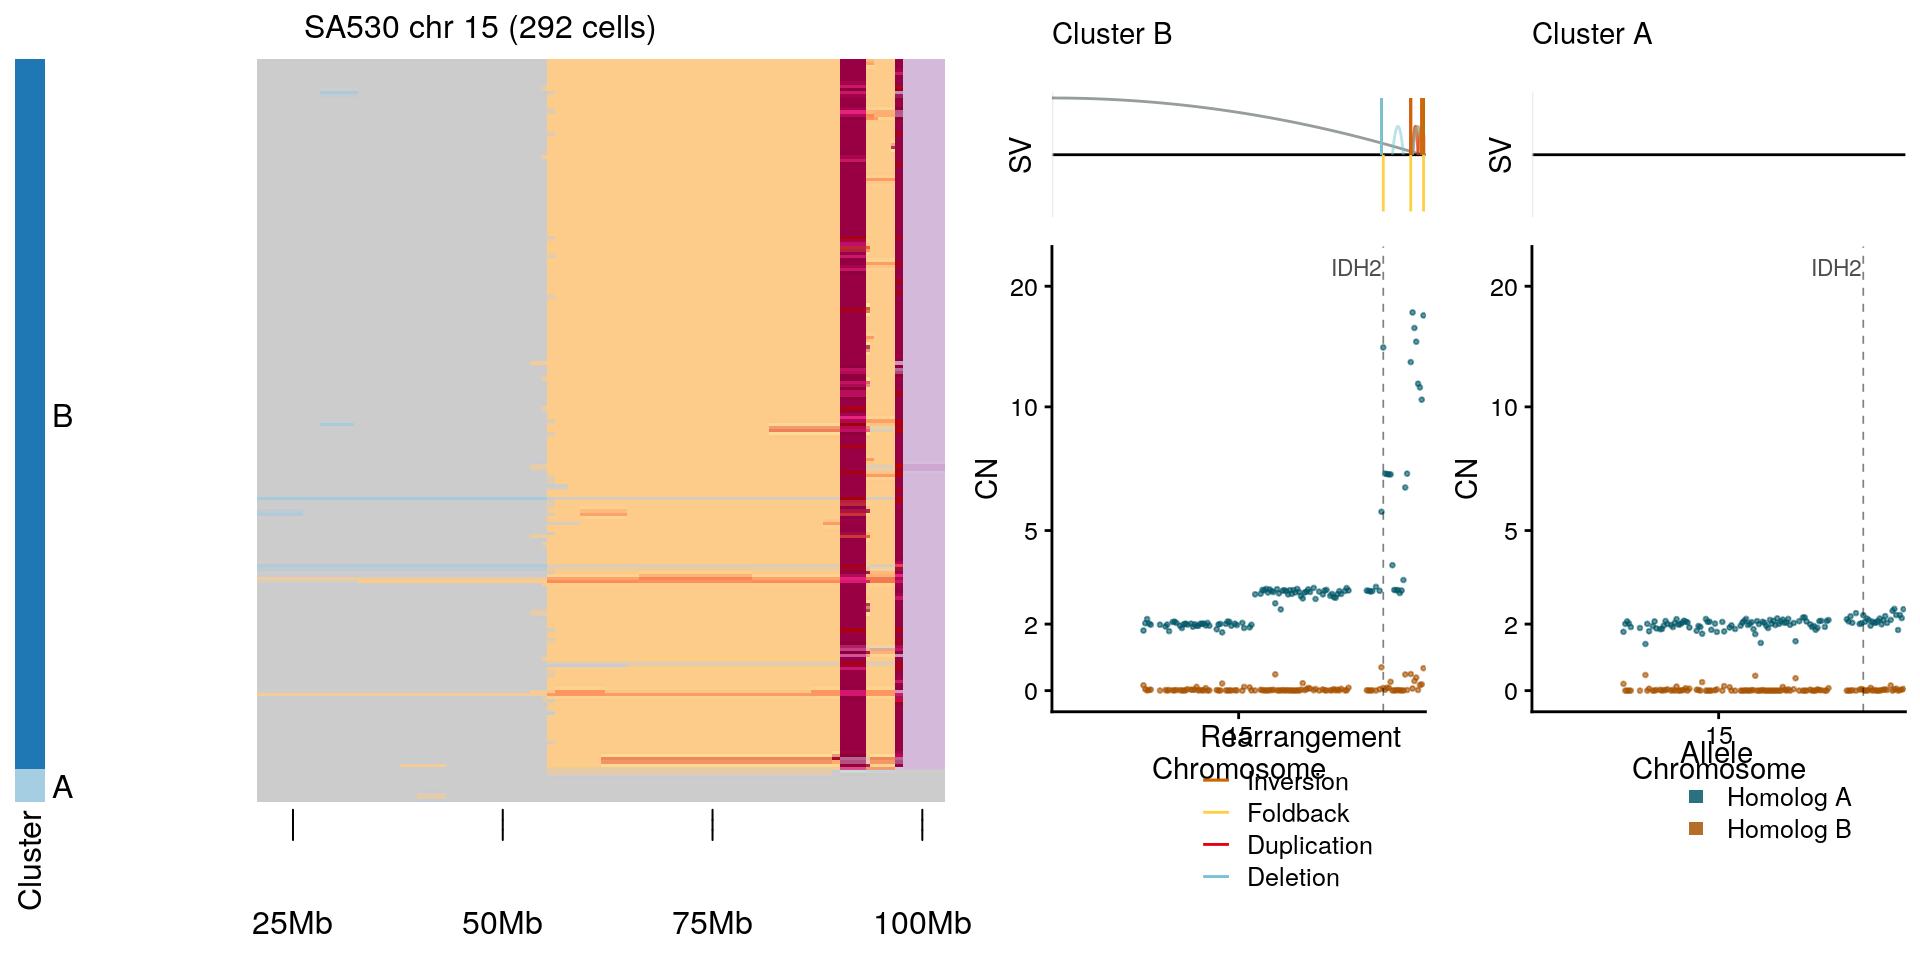 SA530 chr 15 (292 cells)
B
A
Cluster
25Mb
50Mb
75Mb
100Mb
Cluster B
SV
IDH2
20
10
5
2
0
CN
15
Chromosome
Rearrangement
Inversion
Foldback
Duplication
Deletion
Cluster A
SV
IDH2
20
10
5
2
0
CN
15
Chromosome
Allele
Homolog A
Homolog B